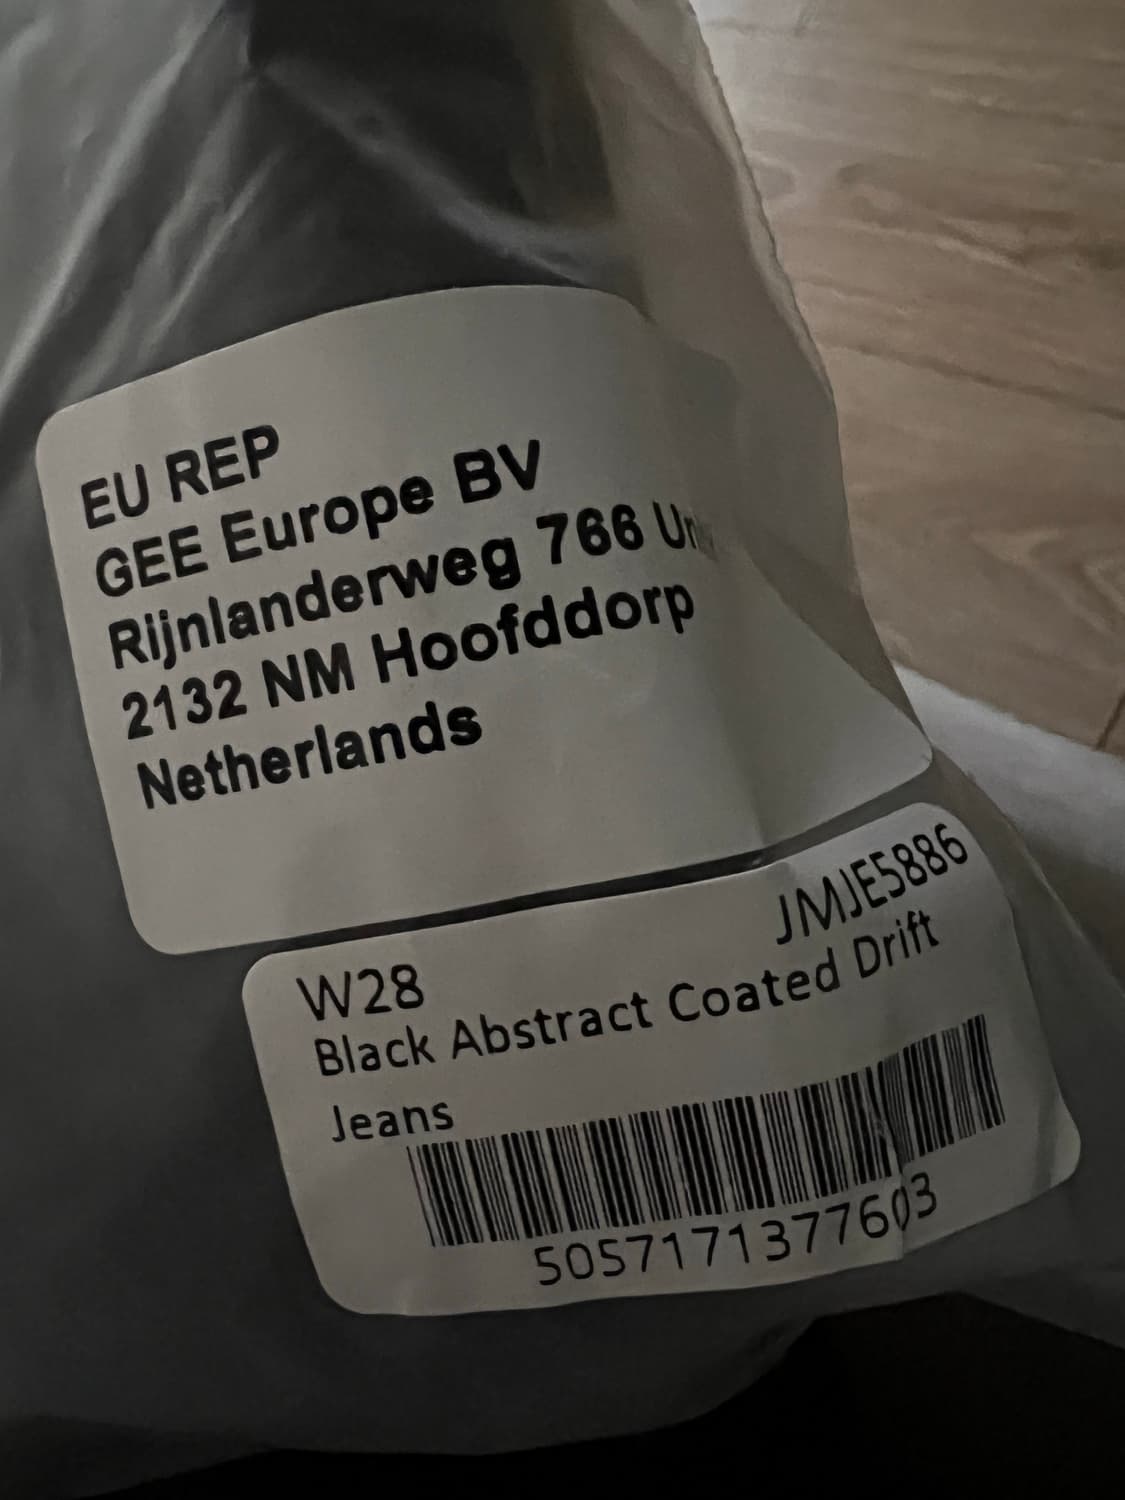 EU REP
GEE Europe BV
Rijnlanderweg 766
2132 NM Hoofddorp
Netherlands
JMJE5886
W28
Black Abstract Coated Drift
Jeans
5057171377603